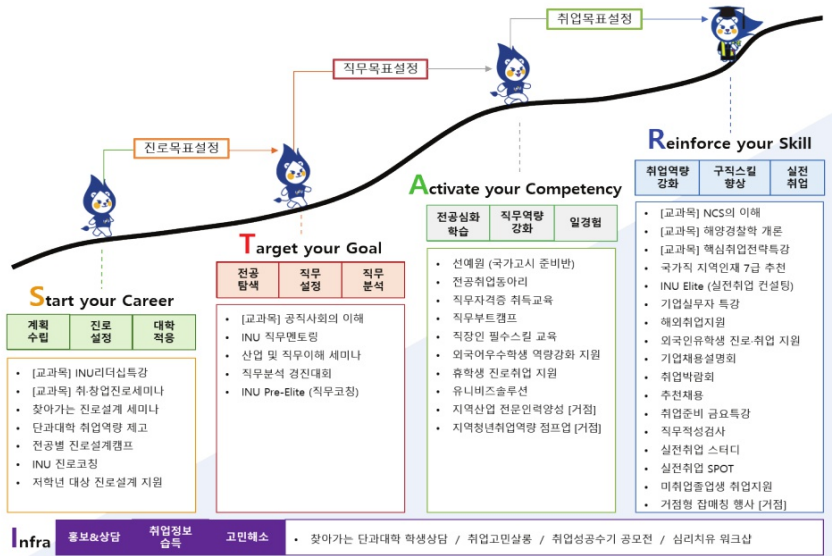 취업목표설정
직무목표설정
진로목표설정
Start your Career
계획 수립
진로 설정
대학 적응
• [교과목] INU리더십특강
• [교과목] 취·창업진로세미나
• 찾아가는 진로설계 세미나
• 단과대학 취업역량 제고
• 전공별 진로설계캠프
• INU 진로코칭
• 저학년 대상 진로설계 지원
Target your Goal
전공 탐색
직무 설정
직무 분석
• [교과목] 공직사회의 이해
• INU 직무멘토링
• 산업 및 직무이해 세미나
• 직무분석 경진대회
• INU Pre-Elite (직무코칭)
Activate your Competency
전공심화 학습
직무역량 강화
일경험
• 선예원 (국가고시 준비반)
• 전공취업동아리
• 직무자격증 취득교육
• 직무부트캠프
• 직장인 필수스킬 교육
• 외국어우수학생 역량강화 지원
• 휴학생 진로취업 지원
• 유니비즈솔루션
• 지역산업 전문인력양성 [거점]
• 지역청년취업역량 점프업 [거점]
Reinforce your Skill
취업역량 강화
구직스킬 향상
실전 취업
• [교과목] NCS의 이해
• [교과목] 해양경찰학 개론
• [교과목] 핵심취업전략특강
• 국가직 지역인재 7급 추천
• INU Elite (실전취업 컨설팅)
• 기업실무자 특강
• 해외취업지원
• 외국인유학생 진로·취업 지원
• 기업채용설명회
• 취업박람회
• 추천채용
• 취업준비 금요특강
• 직무적성검사
• 실전취업 스터디
• 실전취업 SPOT
• 미취업졸업생 취업지원
• 거점형 잡매칭 행사 [거점]
Infra
홍보&상담
취업정보 습득
고민해소
• 찾아가는 단과대학 학생상담 / 취업고민살롱 / 취업성공수기 공모전 / 심리치유 워크샵